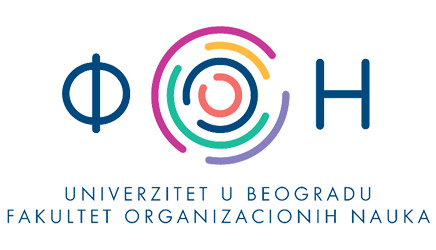 ФОН
UNIVERZITET U BEOGRADU
FAKULTET ORGANIZACIONIH NAUKA